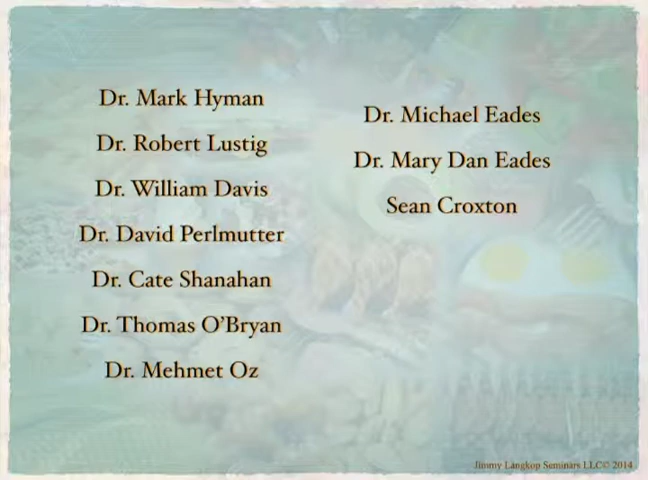 Dr. Mark Hyman
Dr. Robert Lustig
Dr. William Davis
Dr. David Perlmutter
Dr. Cate Shanahan
Dr. Thomas O’Bryan
Dr. Mehmet Oz
Dr. Michael Eades
Dr. Mary Dan Eades
Sean Croxton
Jimmy Langkop Seminars LLC© 2014